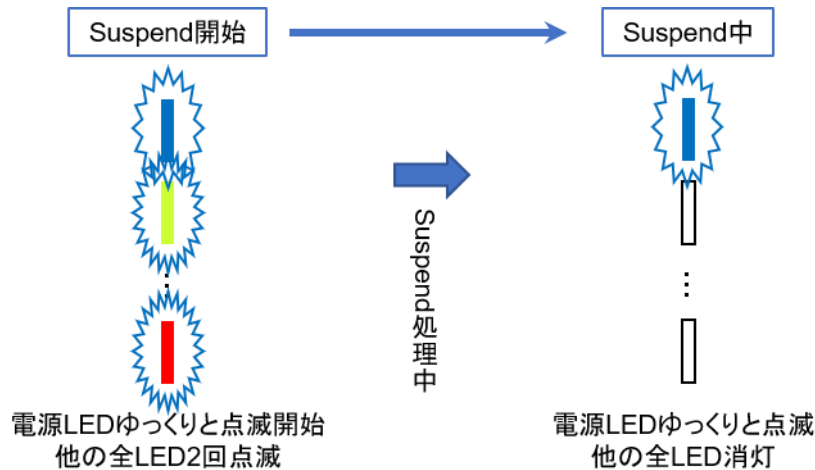 Suspend開始
Suspend中
Suspend処理中
電源LEDゆっくりと点滅開始
他の全LED2回点滅
電源LEDゆっくりと点滅
他の全LED消灯